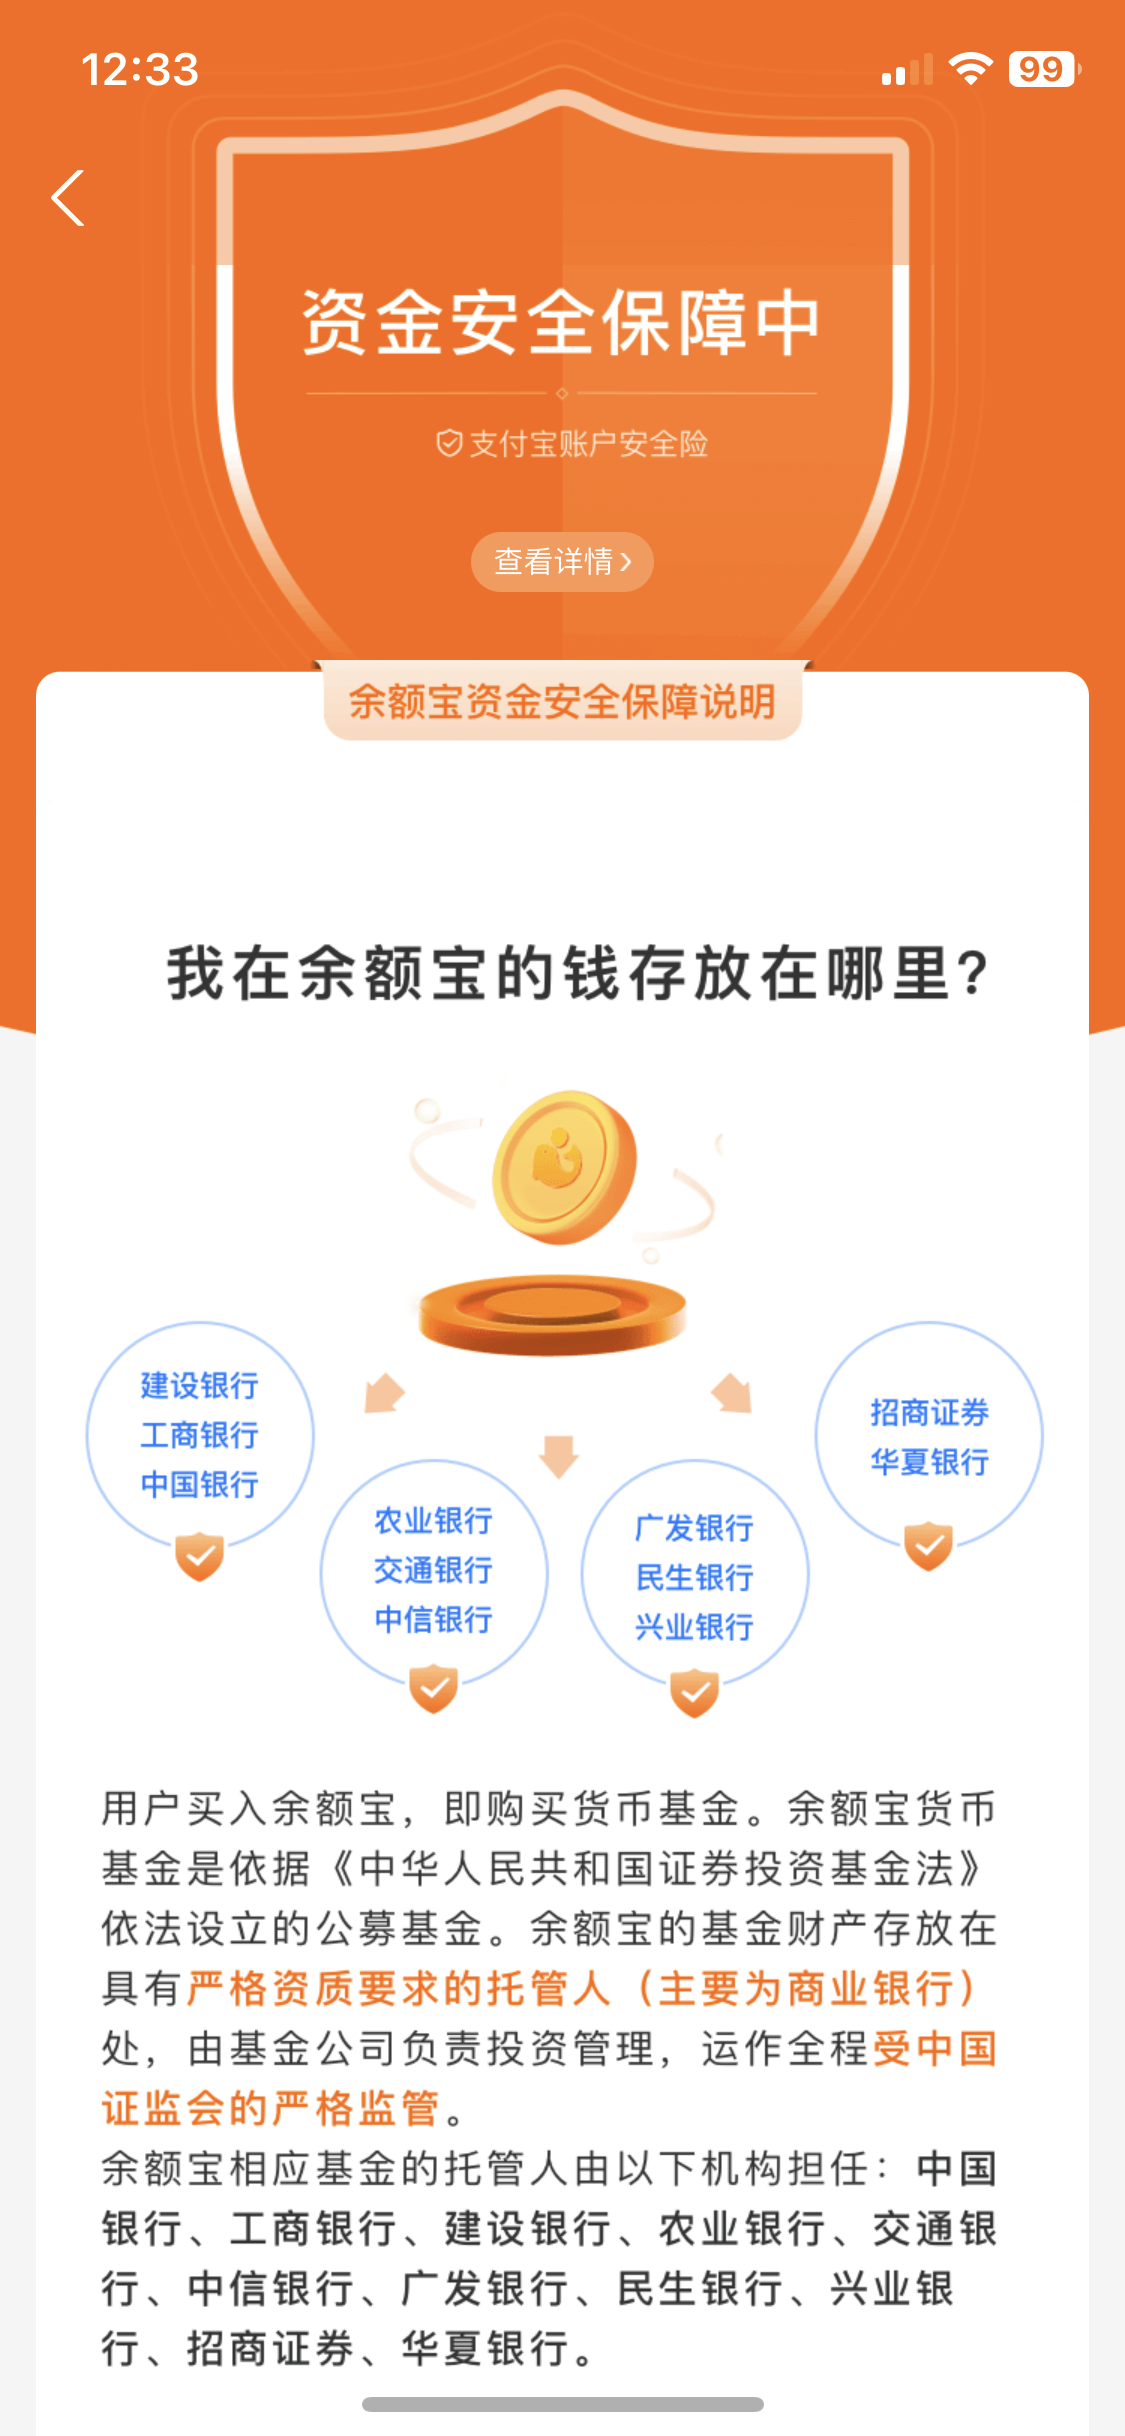 12:33
99
资金安全保障中
支付宝账户安全险
查看详情
余额宝资金安全保障说明
我在余额宝的钱存放在哪里?
建设银行
工商银行
中国银行
农业银行
交通银行
中信银行
广发银行
民生银行
兴业银行
招商证券
华夏银行
用户买入余额宝，即购买货币基金。余额宝货币
基金是依据《中华人民共和国证券投资基金法》
依法设立的公募基金。余额宝的基金财产存放在
具有严格资质要求的托管人（主要为商业银行）
处，由基金公司负责投资管理，运作全程受中国
证监会的严格监管。
余额宝相应基金的托管人由以下机构担任：中国
银行、工商银行、建设银行、农业银行、交通银
行、中信银行、广发银行、民生银行、兴业银
行、招商证券、华夏银行。